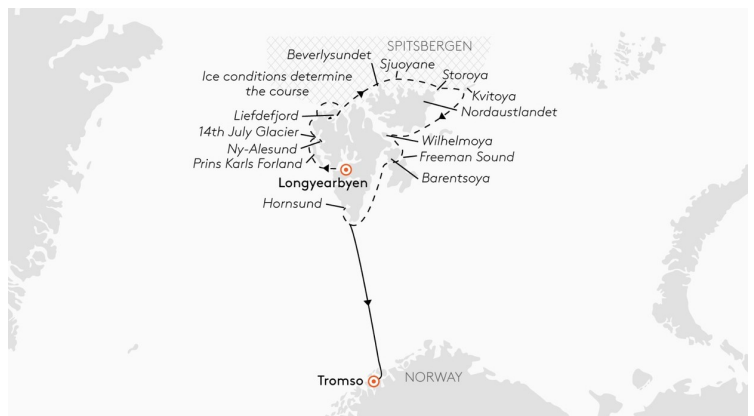 SPITSBERGEN
Beverlysundet
Sjuoyane
Ice conditions determine
the course
Storoya
Kvitoya
Nordaustlandet
Liefdefjord
14th July Glacier
Ny-Alesund
Prins Karls Forland
Wilhelmoya
Freeman Sound
Barentsoya
Longyearbyen
Hornsund
Tromso
NORWAY